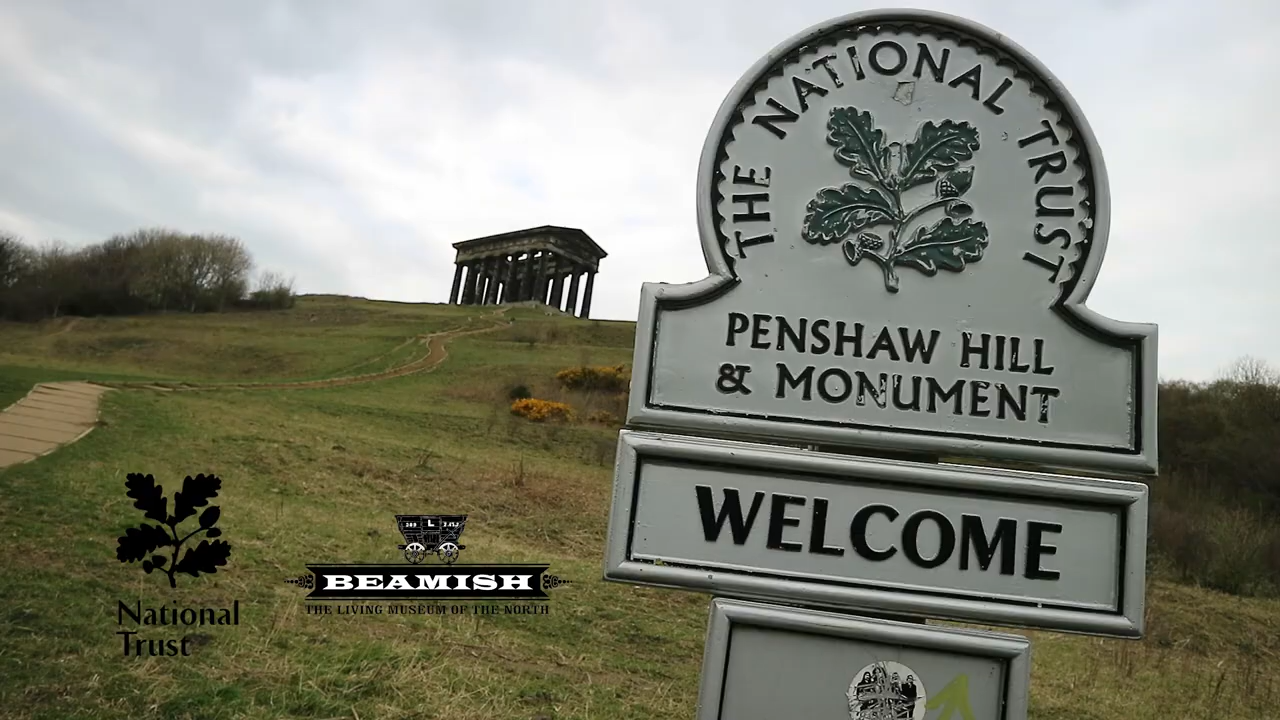 THE NATIONAL TRUST
PENSHAW HILL
& MONUMENT
WELCOME
National
Trust
BEAMISH
THE LIVING MUSEUM OF THE NORTH